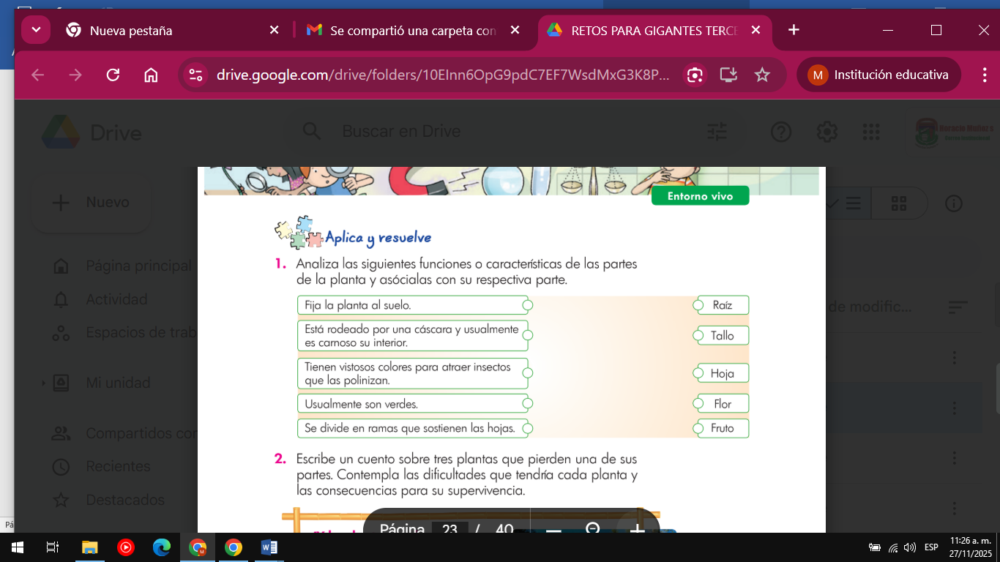 Nueva pestaña
Se compartió una carpeta con
RETOS PARA GIGANTES TERCE
drive.google.com/drive/folders/10EInn6OpG9pdC7EF7WsdMxG3K8P...
M
Institución educativa
Drive
Buscar en Drive
Horacio Muñoz S
Nuevo
Entorno vivo
Página principal
Aplica y resuelve
1. Analiza las siguientes funciones o características de las partes
de la planta y asócialas con su respectiva parte.
Actividad
Fija la planta al suelo.
Raíz
de modific...
Espacios de trab
Está rodeado por una cáscara y usualmente
es carnoso su interior.
Tallo
Mi unidad
Tienen vistosos colores para atraer insectos
que las polinizan.
Hoja
Usualmente son verdes.
Flor
Compartidos con
Se divide en ramas que sostienen las hojas.
Fruto
Recientes
2. Escribe un cuento sobre tres plantas que pierden una de sus
partes. Contempla las dificultades que tendría cada planta y
las consecuencias para su supervivencia.
Destacados
Pá
Página 23 / 40
ESP
11:26 a. m.
27/11/2025